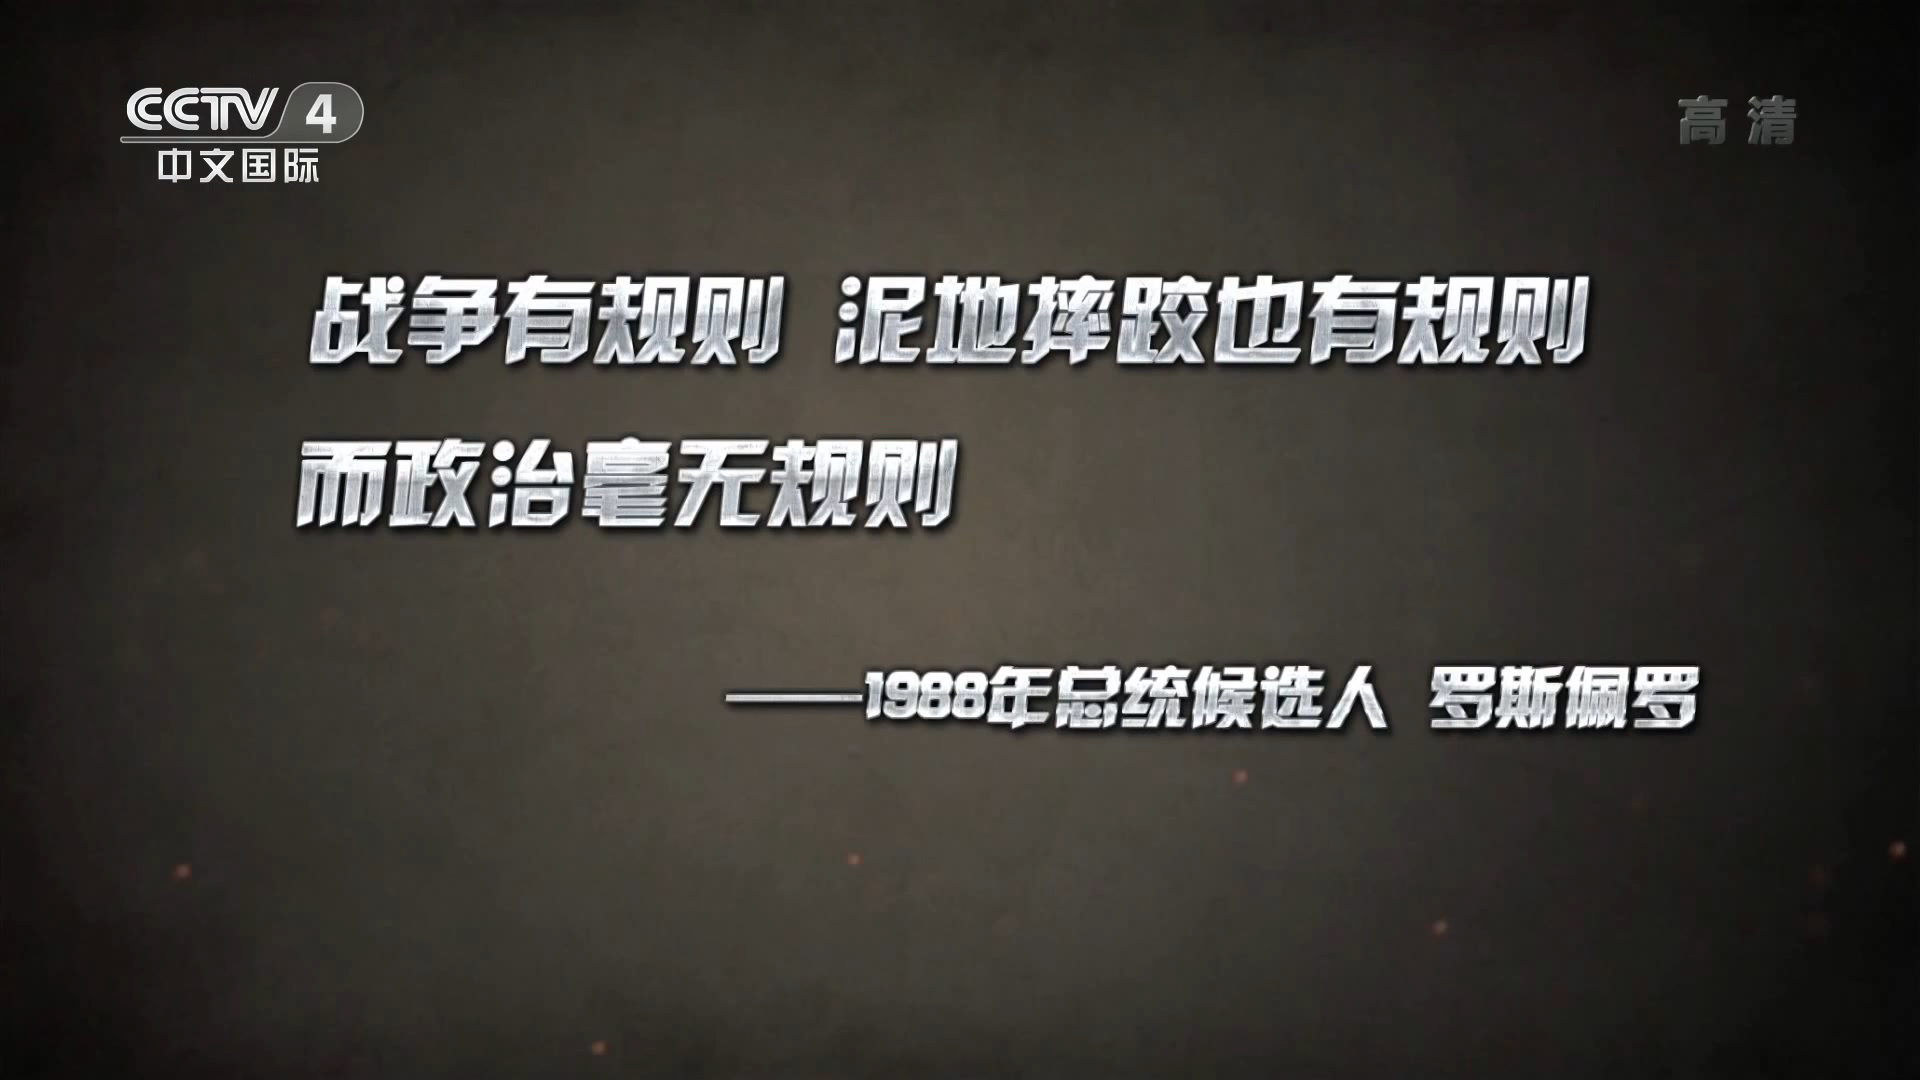 CCTV 4
中文国际
高清
战争有规则 泥地摔跤也有规则
而政治毫无规则
——1988年总统候选人 罗斯佩罗